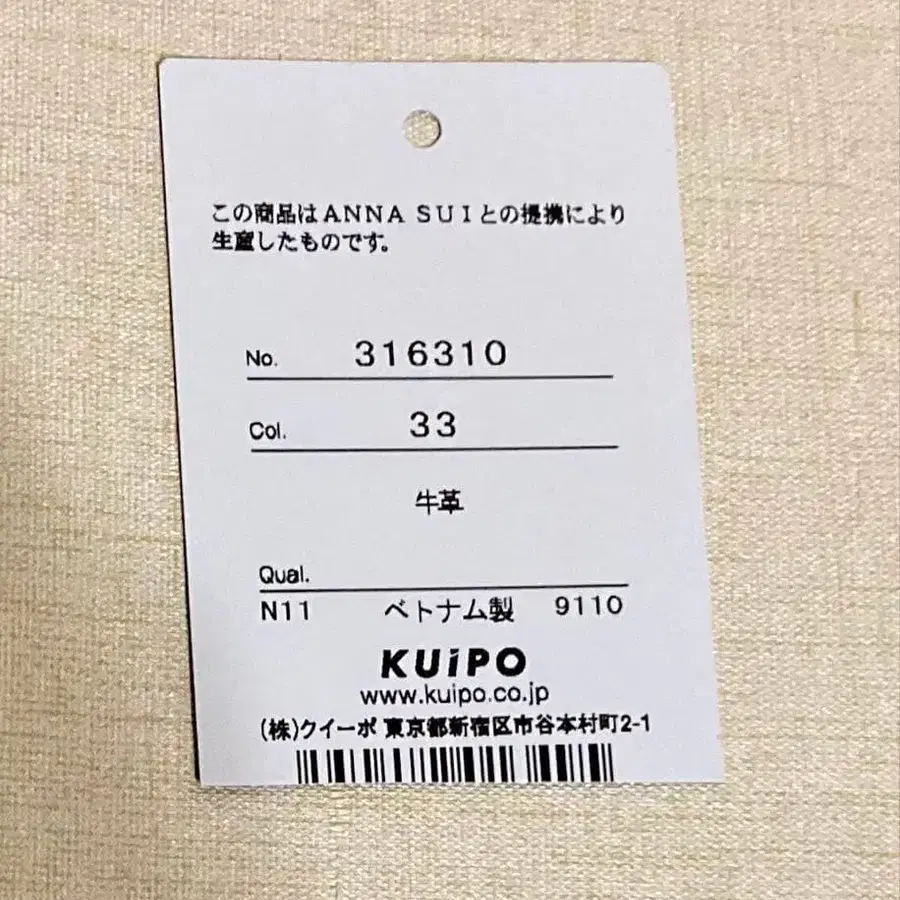 この商品はANNA SUIとの提携により
生産したものです。
No. 316310
Col. 33
牛革
Qual.
N11 ベトナム製 9110
KUiPO
www.kuipo.co.jp
(株)クイーポ 東京都新宿区市谷本村町2-1